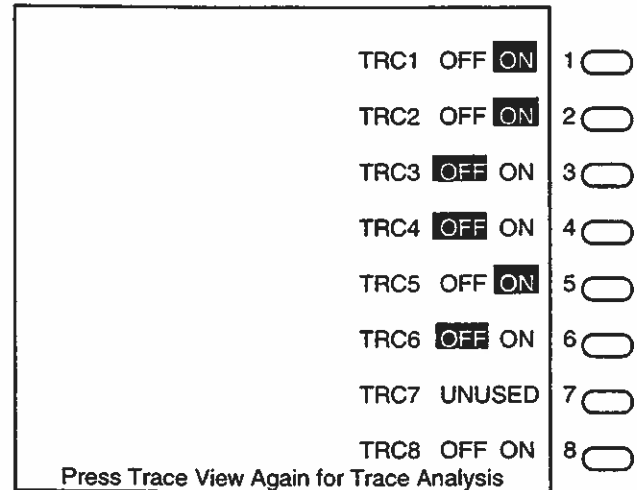 TRC1 OFF ON 1
TRC2 OFF ON 2
TRC3 OFF ON 3
TRC4 OFF ON 4
TRC5 OFF ON 5
TRC6 OFF ON 6
TRC7 UNUSED 7
TRC8 OFF ON 8
Press Trace View Again for Trace Analysis